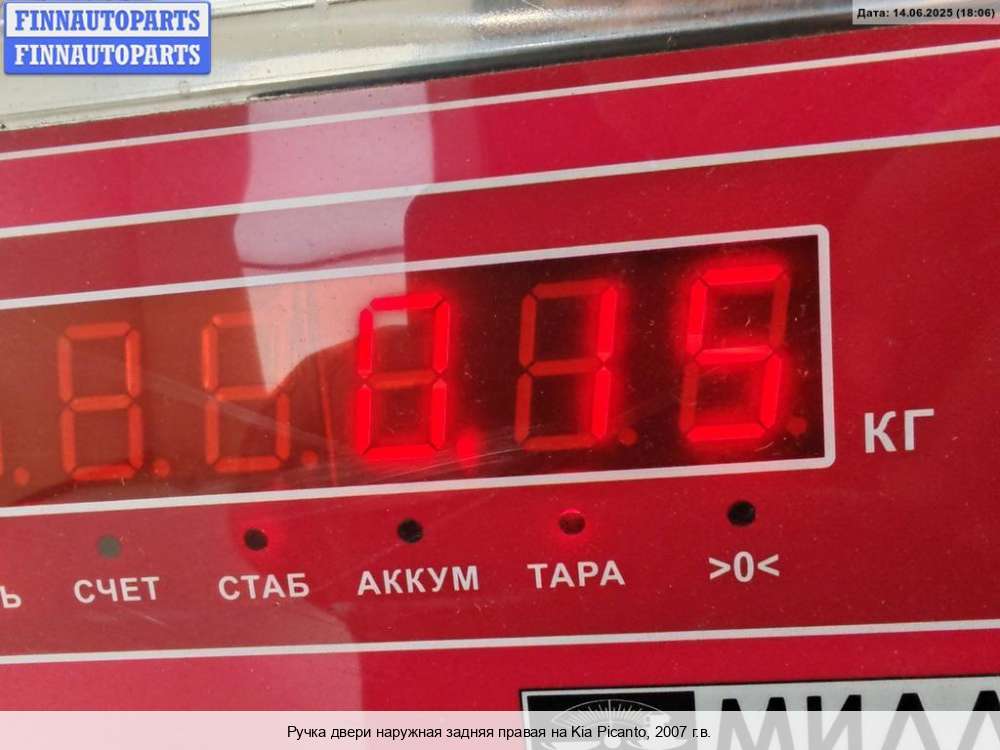 FINNAUTOPARTS
FINNAUTOPARTS
Дата: 14.06.2025 (18:06)
0.15
КГ
СЧЕТ
СТАБ
АККУМ
ТАРА
>0<
Ручка двери наружная задняя правая на Kia Picanto, 2007 г.в.